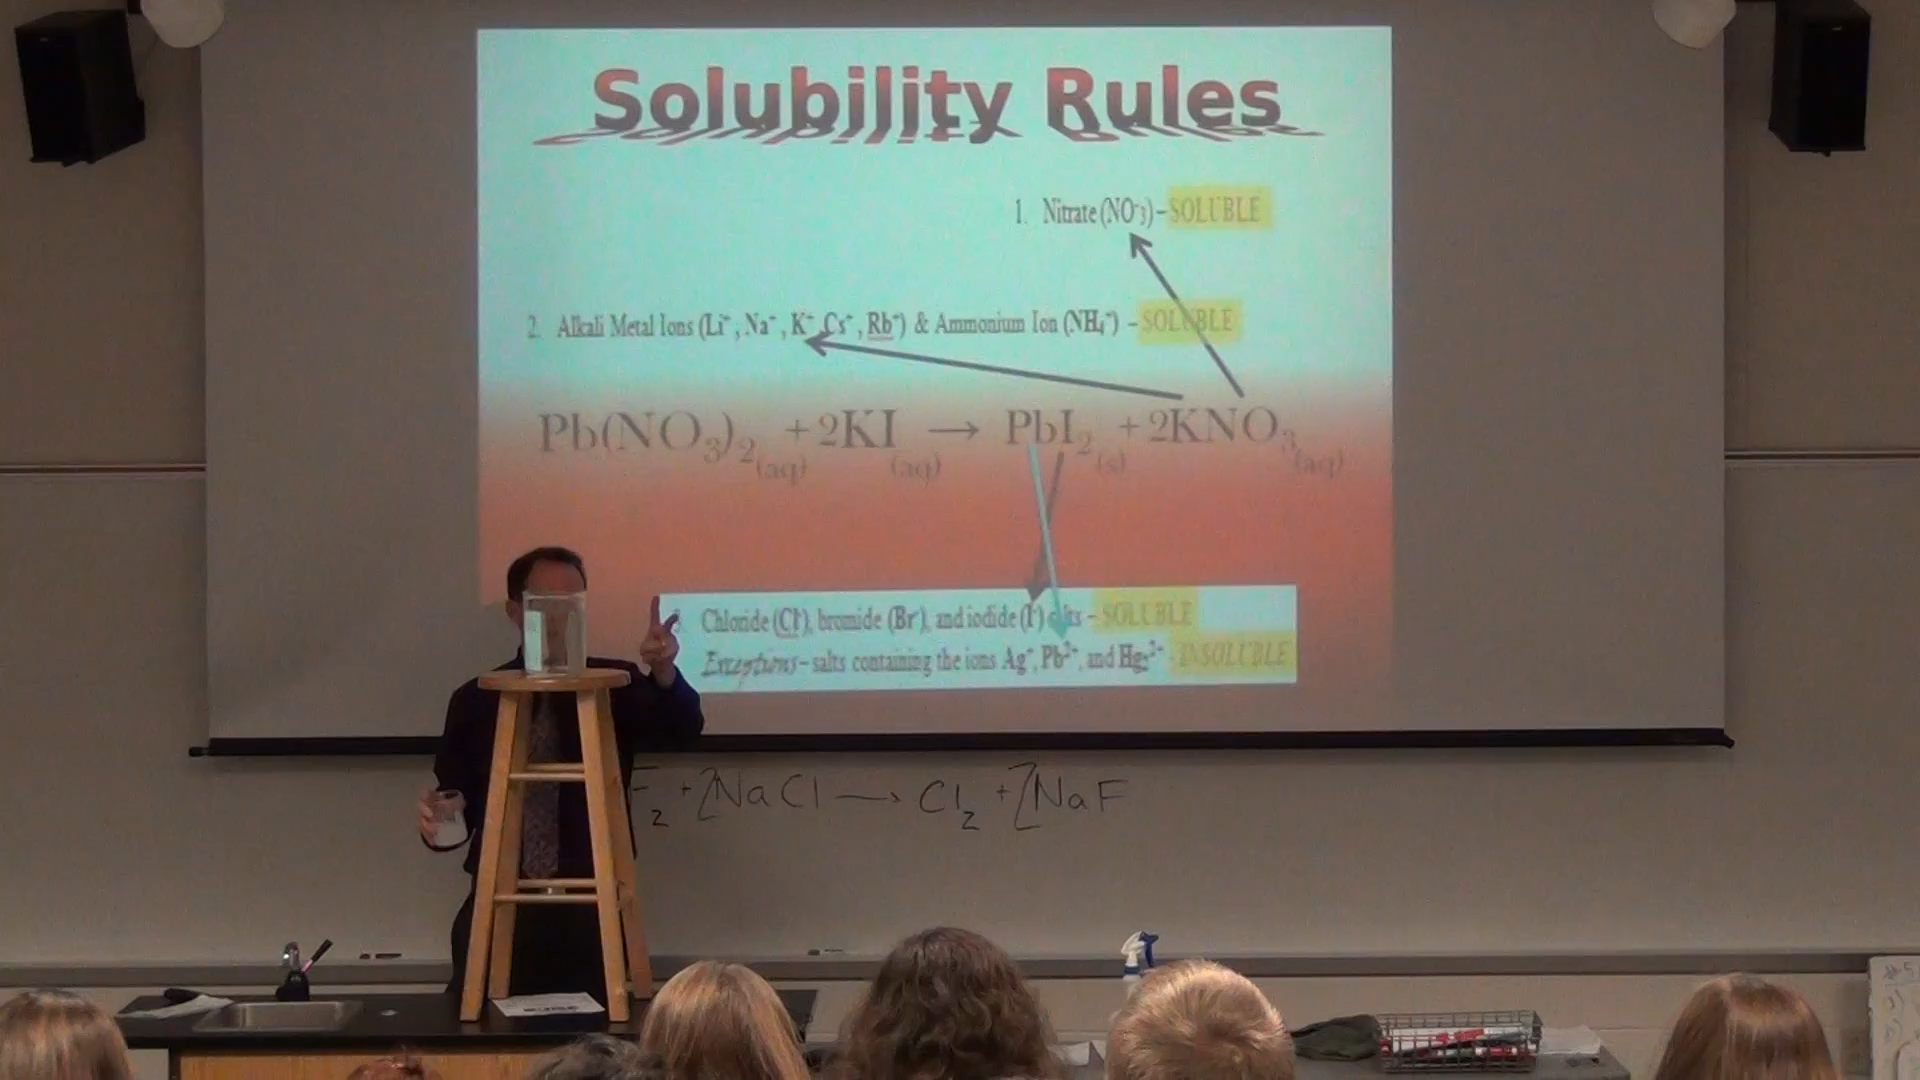 Solubility Rules
1. Nitrate (NO⁻₃) – SOLUBLE
2. Alkali Metal Ions (Li⁺, Na⁺, K⁺ Cs⁺, Rb⁺) & Ammonium Ion (NH₄⁺) – SOLUBLE
Pb(NO₃)₂(aq) + 2KI(aq) → PbI₂(s) + 2KNO₃(aq)
Chloride (Cl⁻), bromide (Br⁻), and iodide (I⁻) salts – SOLUBLE
Exceptions – salts containing the ions Ag⁺, Pb²⁺, and Hg₂²⁺ - INSOLUBLE
F₂ + 2NaCl → Cl₂ + 2NaF